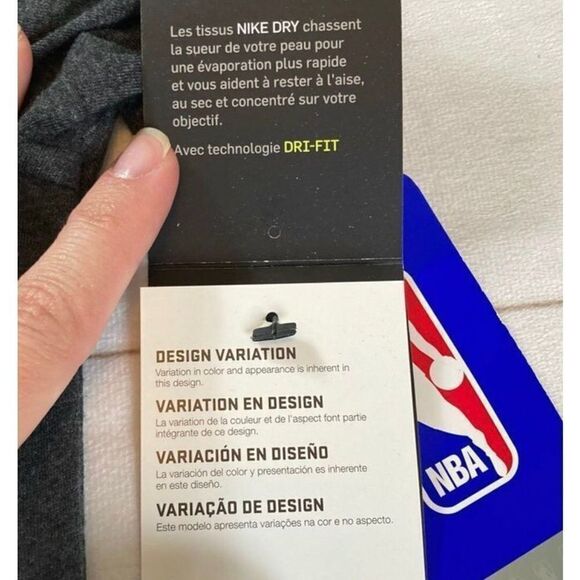 Les tissus NIKE DRY chassent
la sueur de votre peau pour
une évaporation plus rapide
et vous aident à rester à l'aise,
au sec et concentré sur votre
objectif.
Avec technologie DRI-FIT
DESIGN VARIATION
Variation in color and appearance is inherent in
this design.
VARIATION EN DESIGN
La variation de la couleur et de l'aspect font partie
intégrante de ce design.
VARIACIÓN EN DISEÑO
La variación del color y presentación es inherente
en este diseño.
VARIAÇÃO DE DESIGN
Este modelo apresenta variações na cor e no aspecto.
NBA